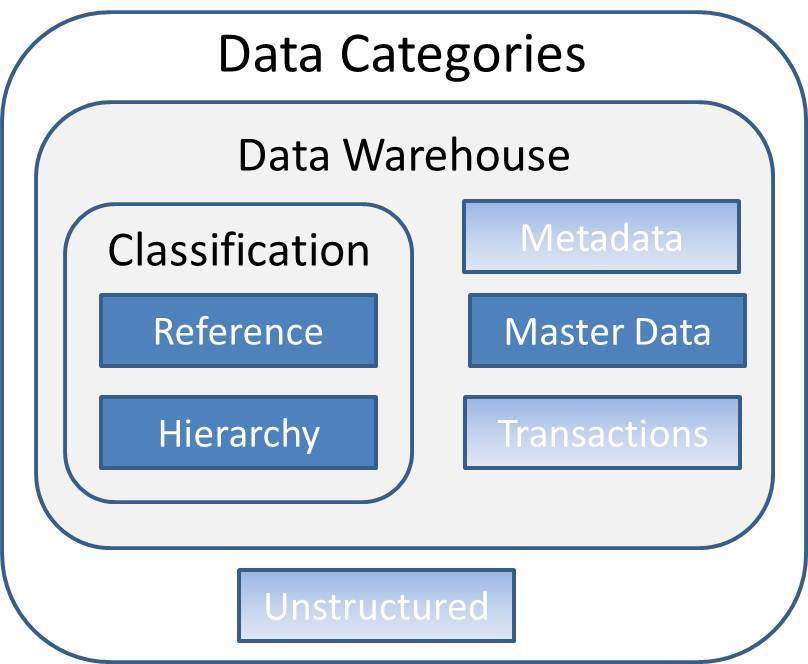 Data Categories
Data Warehouse
Classification
Reference
Hierarchy
Metadata
Master Data
Transactions
Unstructured